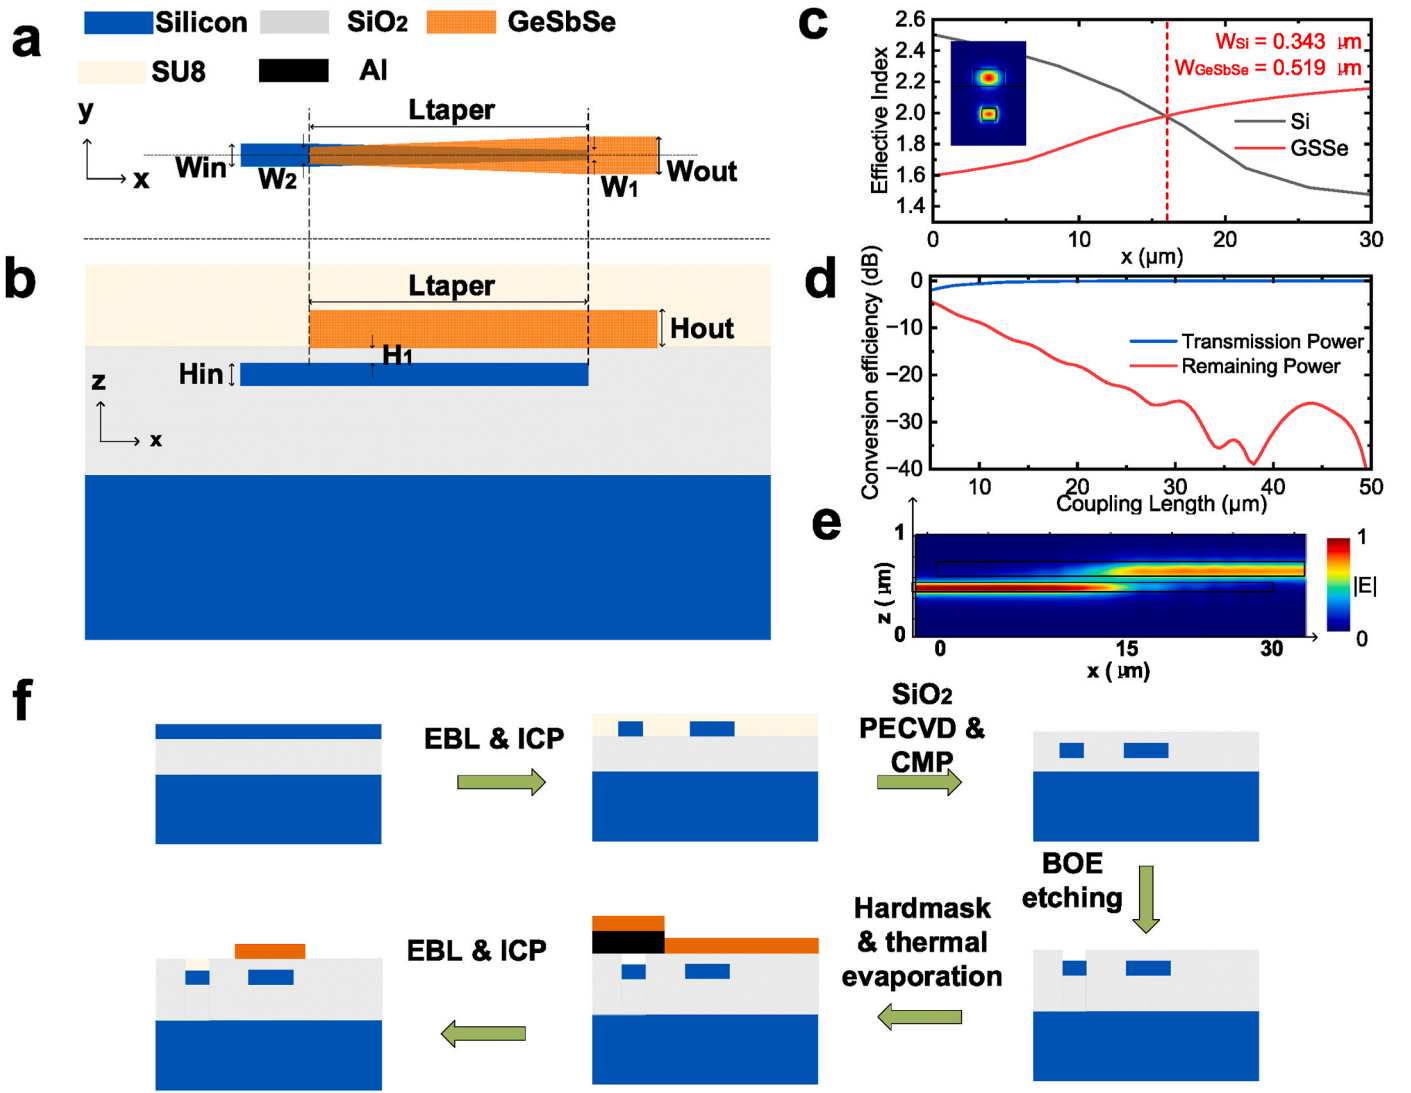 a
Silicon SiO2 GeSbSe
SU8 Al
y
x
Ltaper
Win
W2
W1
Wout
b
Ltaper
Hout
H1
Hin
z
x
c
Effective Index
2.6
2.4
2.2
2.0
1.8
1.6
1.4
WSi = 0.343 μm
WGeSbSe = 0.519 μm
Si
GSSe
0 10 20 30
x (μm)
d
Conversion efficiency (dB)
0
−10
−20
−30
−40
Transmission Power
Remaining Power
10 20 30 40 50
Coupling Length (μm)
e
z ( μm)
1
0
0 15 30
x ( μm)
1
|E|
0
f
EBL & ICP
SiO2
PECVD &
CMP
BOE
etching
Hardmask
& thermal
evaporation
EBL & ICP